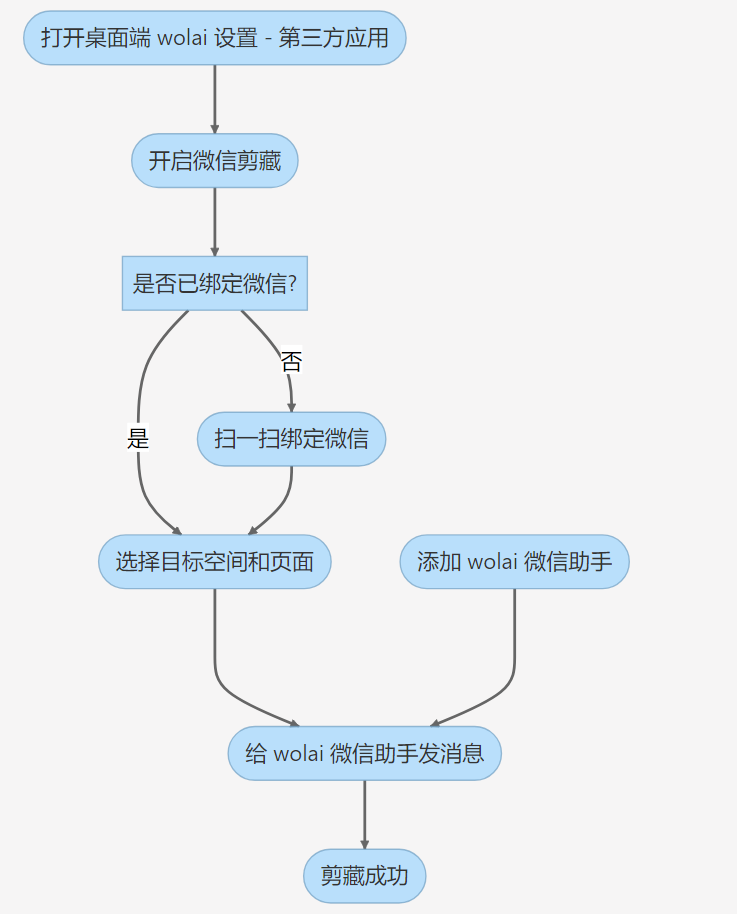 打开桌面端 wolai 设置 - 第三方应用
开启微信剪藏
是否已绑定微信?
否
是
扫一扫绑定微信
选择目标空间和页面
添加 wolai 微信助手
给 wolai 微信助手发消息
剪藏成功